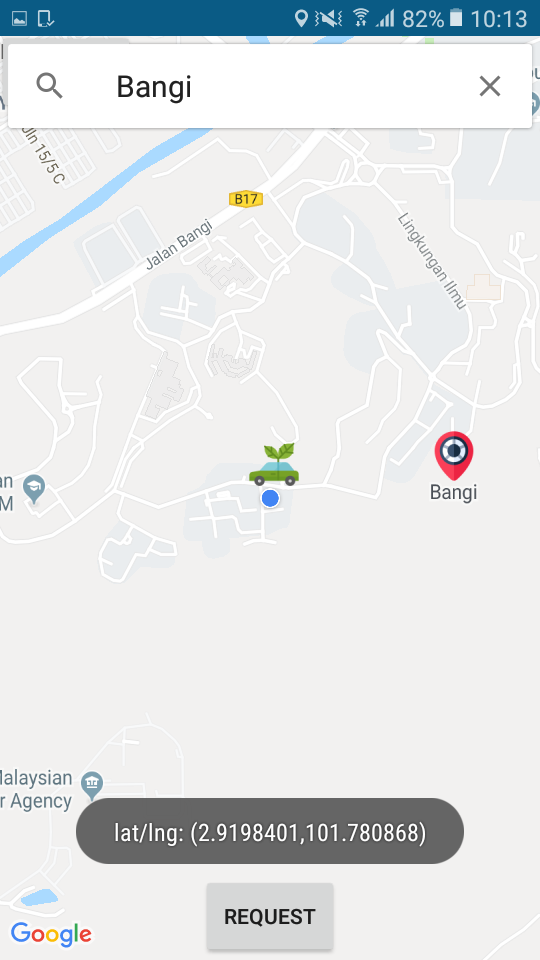 82% 10:13
Bangi
Jln 15/5 C
B17
Jalan Bangi
Lingkungan Ilmu
Bangi
an
M
Malaysian
r Agency
lat/lng: (2.9198401,101.780868)
REQUEST
Google